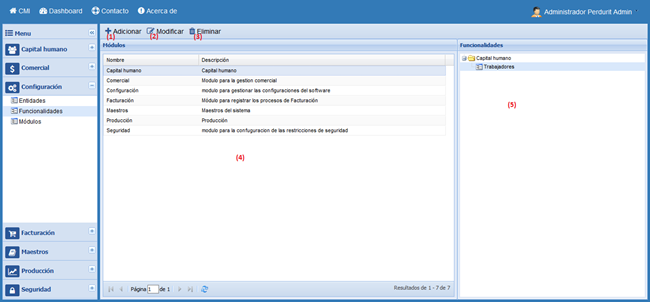 CMI Dashboard Contacto Acerca de
Administrador Perdurit Admin
Menu
Capital humano
Comercial
Configuración
Entidades
Funcionalidades
Módulos
Facturación
Maestros
Producción
Seguridad
Adicionar Modificar Eliminar
(1) (2) (3)
Módulos
Nombre Descripción
Capital humano Capital humano
Comercial Modulo para la gestion comercial
Configuración modulo para gestionar las configuraciones del software
Facturación Módulo para registrar los procesos de Facturación
Maestros Maestros del sistema
Producción Producción
Seguridad modulo para la confuguracion de las restricciones de seguridad
(4)
Página 1 de 1
Resultados de 1 - 7 de 7
Funcionalidades
Capital humano
Trabajadores
(5)